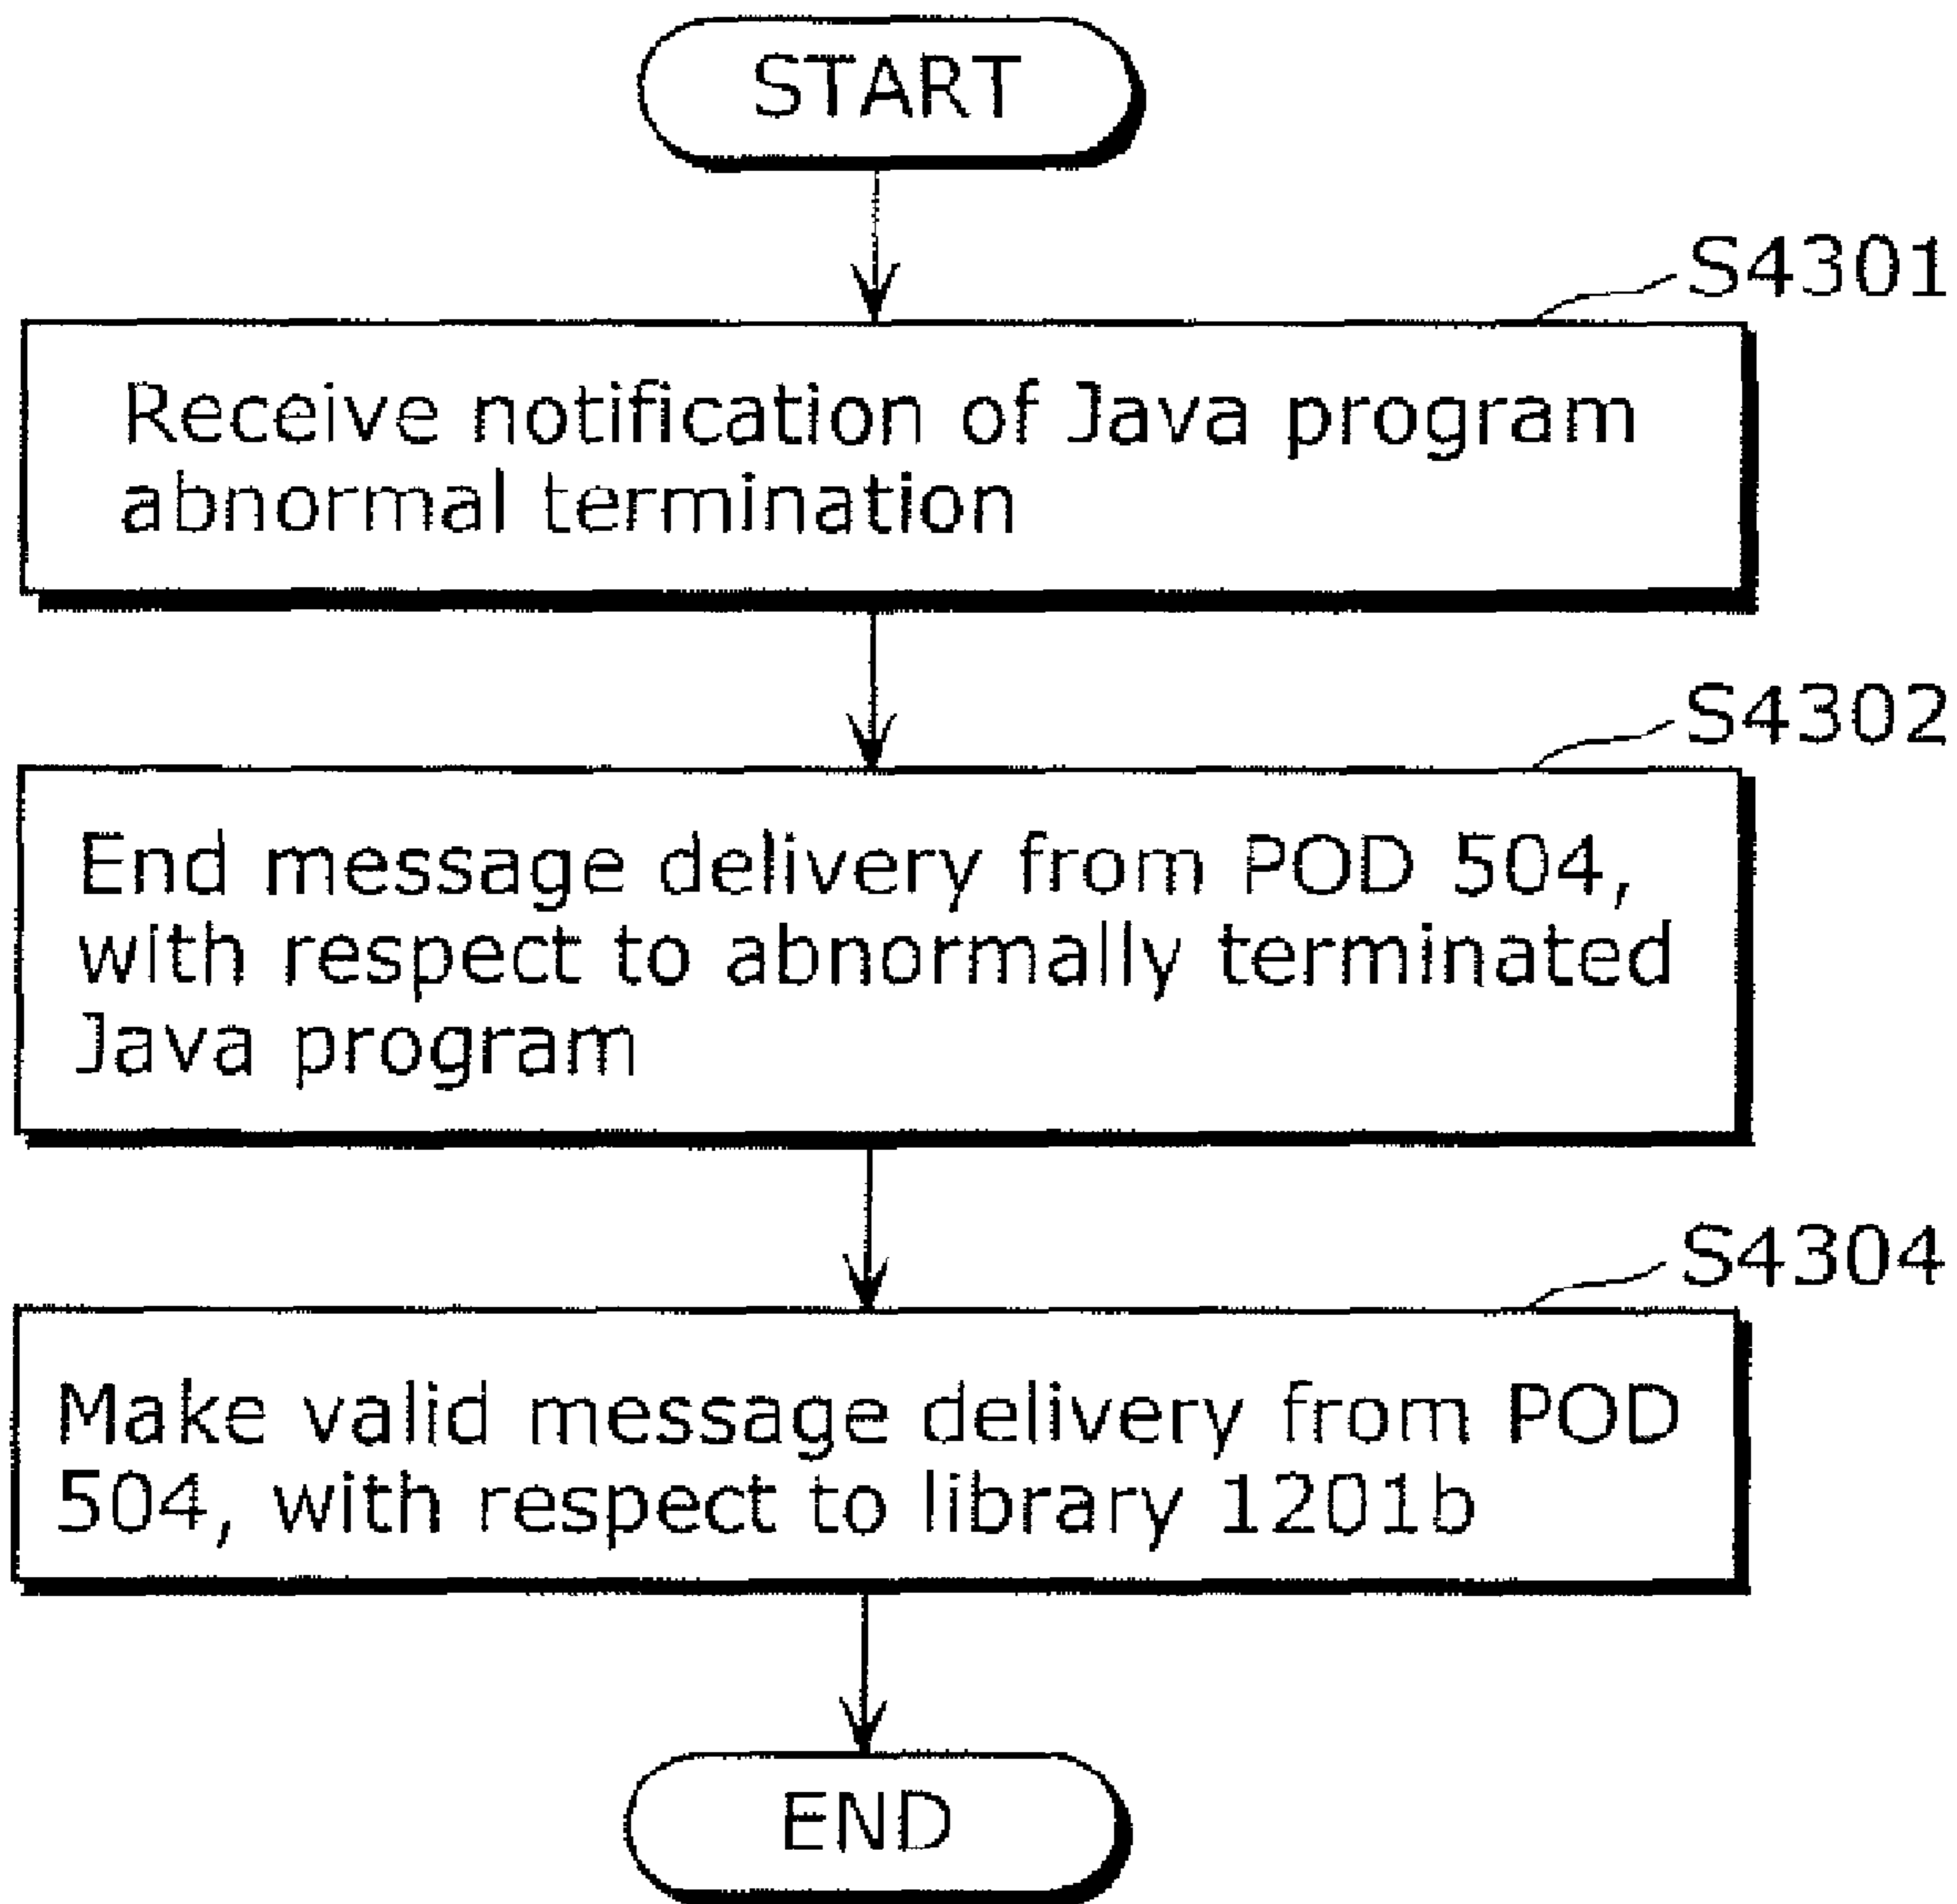 START
S4301
Receive notification of Java program
abnormal termination
S4302
End message delivery from POD 504,
with respect to abnormally terminated
Java program
S4304
Make valid message delivery from POD
504, with respect to library 1201b
END